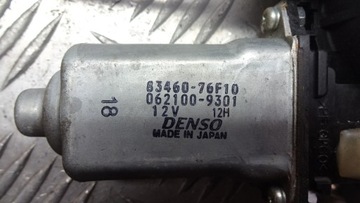 83460-76F10
062100-9301
12V 12H
DENSO
MADE IN JAPAN
18